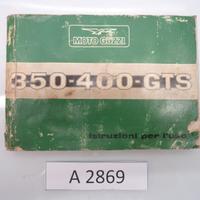 MOTO GUZZI
350-400-GTS
istruzioni per l'uso
A 2869